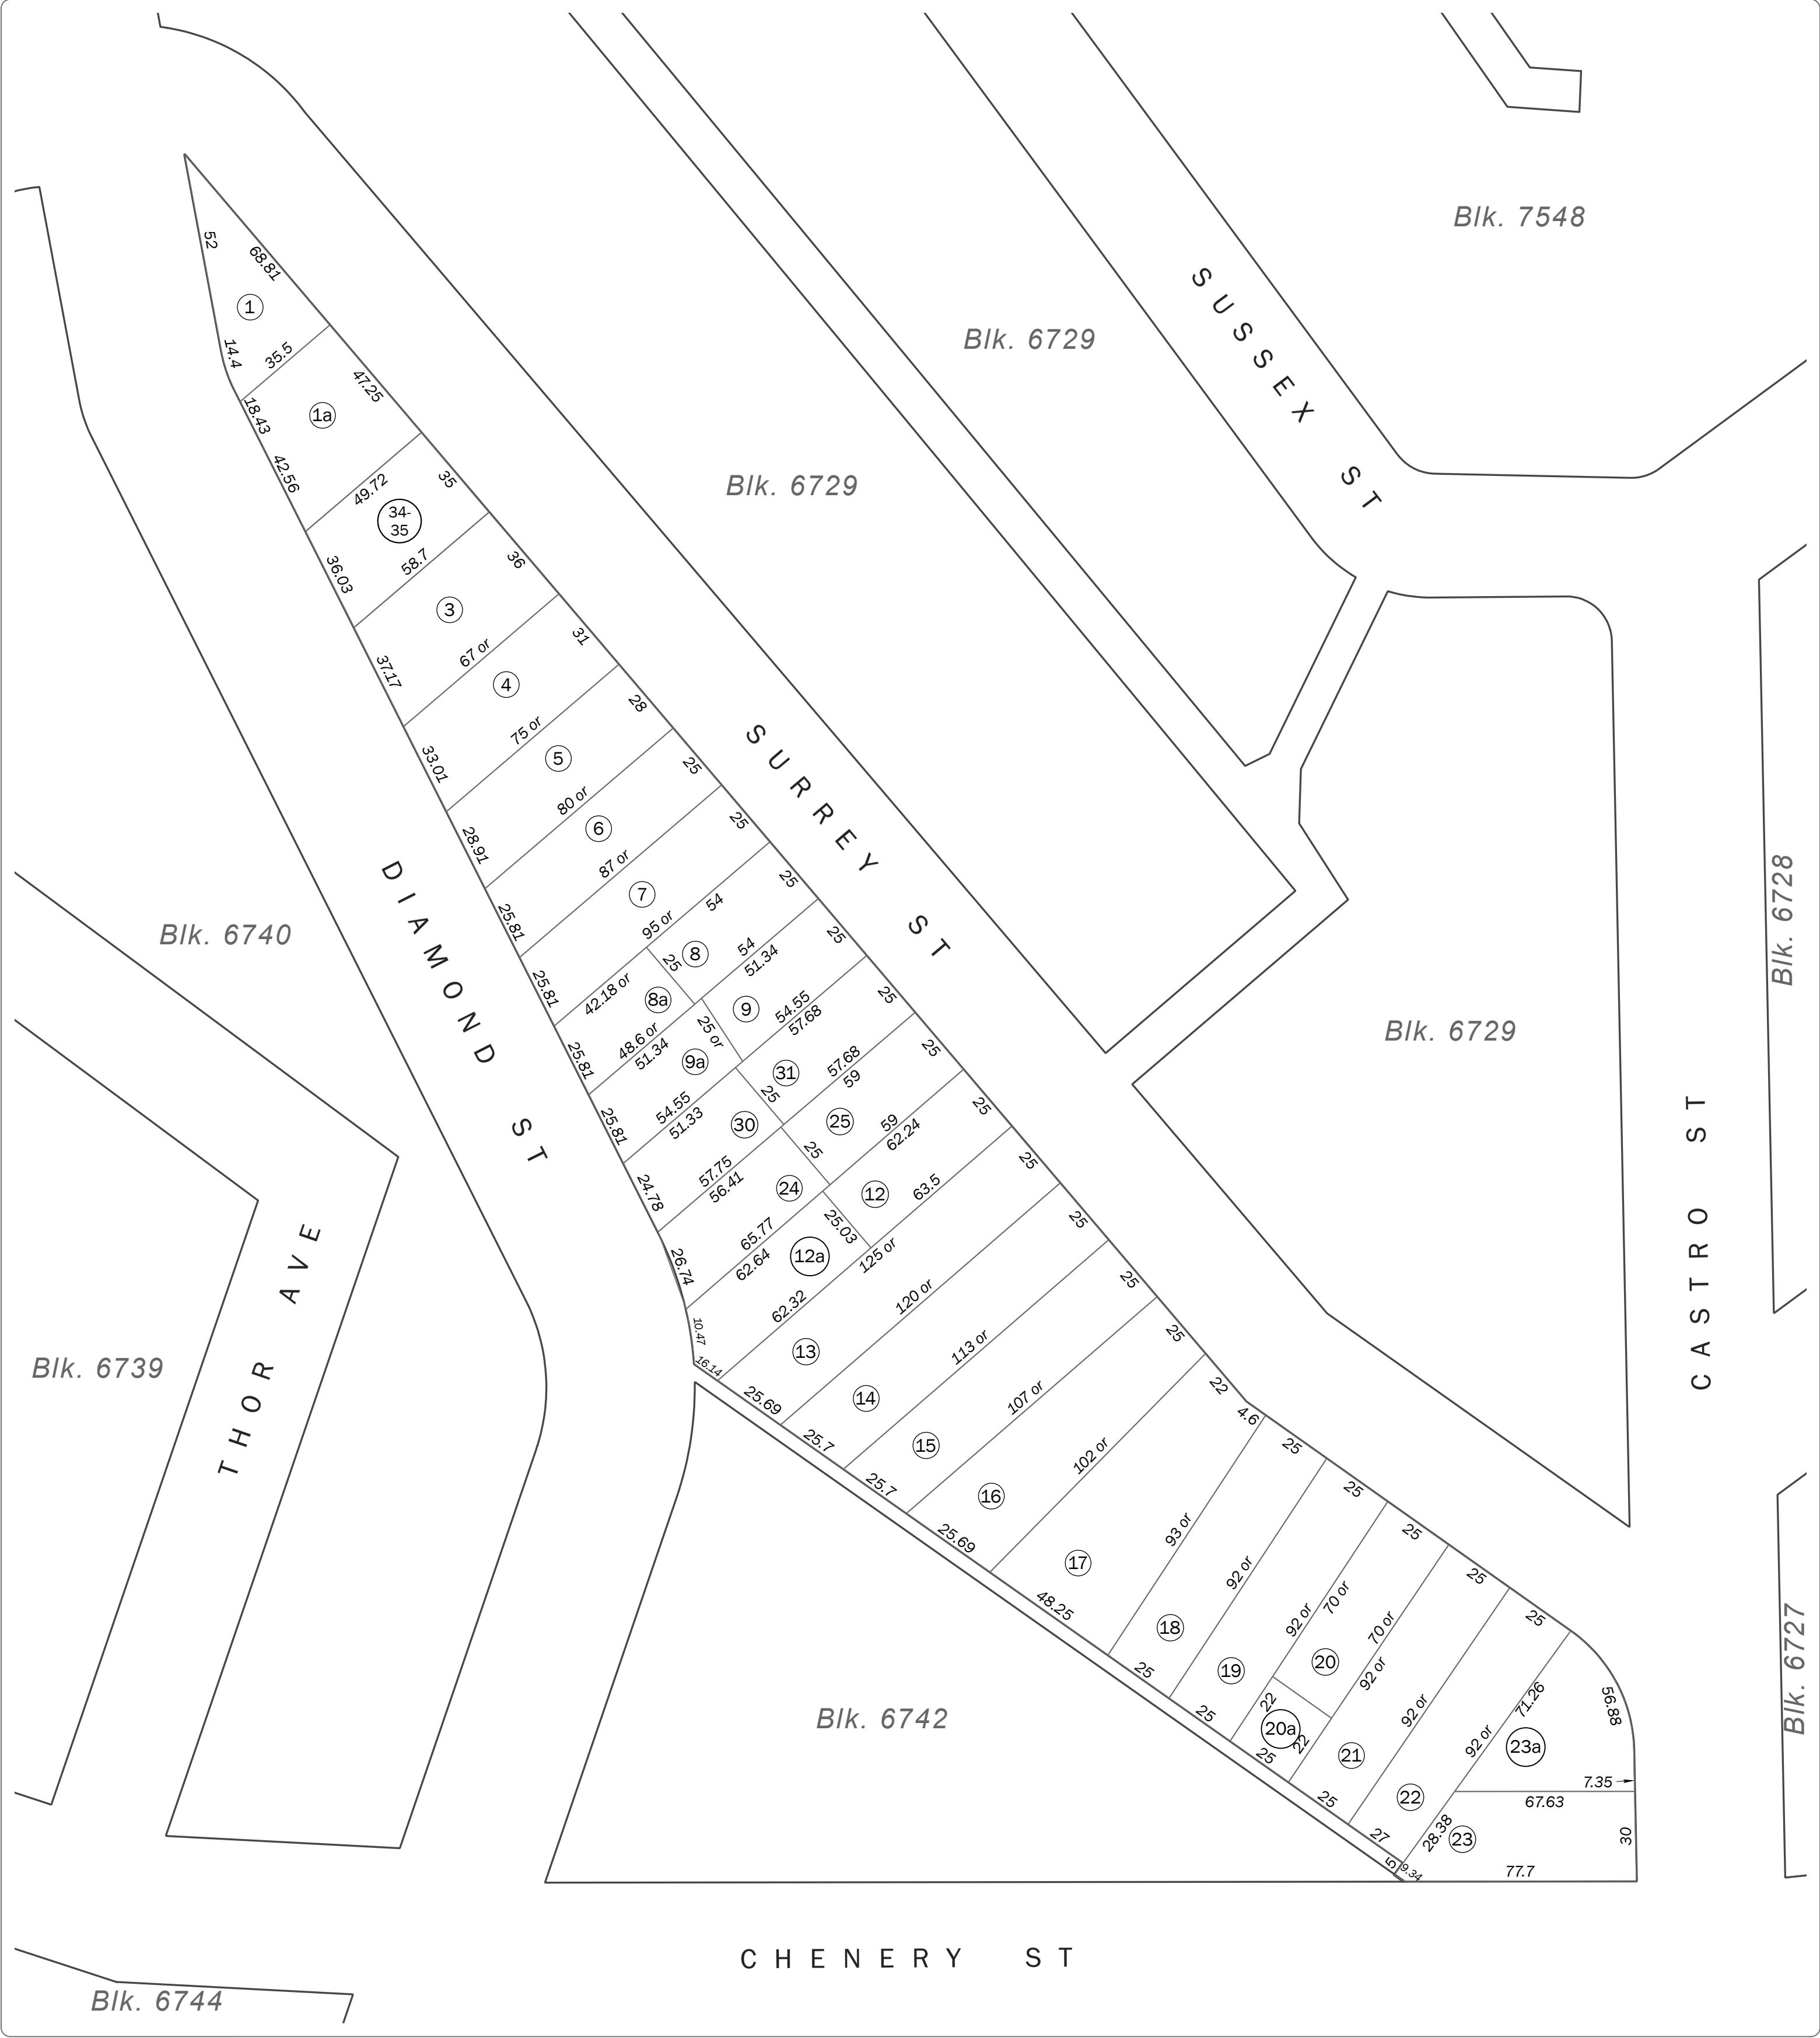 Blk. 7548
SUSSEX ST
Blk. 6729
Blk. 6729
52
68.81
1
14.4
35.5
18.43
1a
47.25
42.56
49.72
35
34-
35
36.03
58.7
36
3
37.17
67 or
31
4
33.01
75 or
28
5
28.91
80 or
25
6
25.81
87 or
25
7
25.81
95 or
54
25
8
25
8a
42.18 or
25.81
48.6 or
51.34
54
51.34
25
9
25 or
9a
25.81
54.55
57.68
54.55
51.33
25
31
25
30
24.78
57.68
59
57.75
56.41
25
25
25
24
26.74
59
62.24
65.77
62.64
25
12
25.03
12a
63.5
125 or
62.32
10.47
16.14
25
13
25.69
120 or
25
14
25.7
113 or
25
15
25.7
107 or
25
16
25.69
102 or
22
4.6
17
48.25
93 or
25
18
25
92 or
25
19
25
92 or
70 or
25
20
22
20a
22
25
70 or
92 or
25
21
25
92 or
25
22
27
92 or
71.26
56.88
23a
7.35
67.63
28.38
23
30
5
9.34
77.7
SURREY ST
DIAMOND ST
THOR AVE
CASTRO ST
CHENERY ST
Blk. 6740
Blk. 6729
Blk. 6728
Blk. 6739
Blk. 6727
Blk. 6742
Blk. 6744